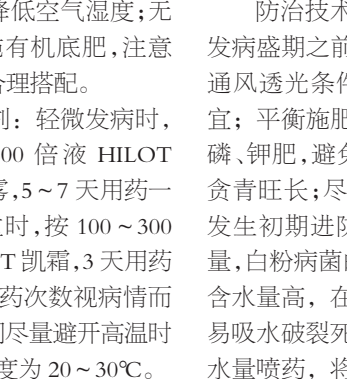 降低空气湿度；无
施有机底肥，注意
合理搭配。
剂：轻微发病时，
00 倍液 HILOT
雾，5～7 天用药一
时，按 100～300
T 凯霜，3 天用药
药次数视病情而
间尽量避开高温时
度为 20～30℃。
防治技术
发病盛期之前
通风透光条件
宜；平衡施肥
磷、钾肥，避免
贪青旺长；尽
发生初期进防
量，白粉病菌
含水量高，在
易吸水破裂死
水量喷药，将